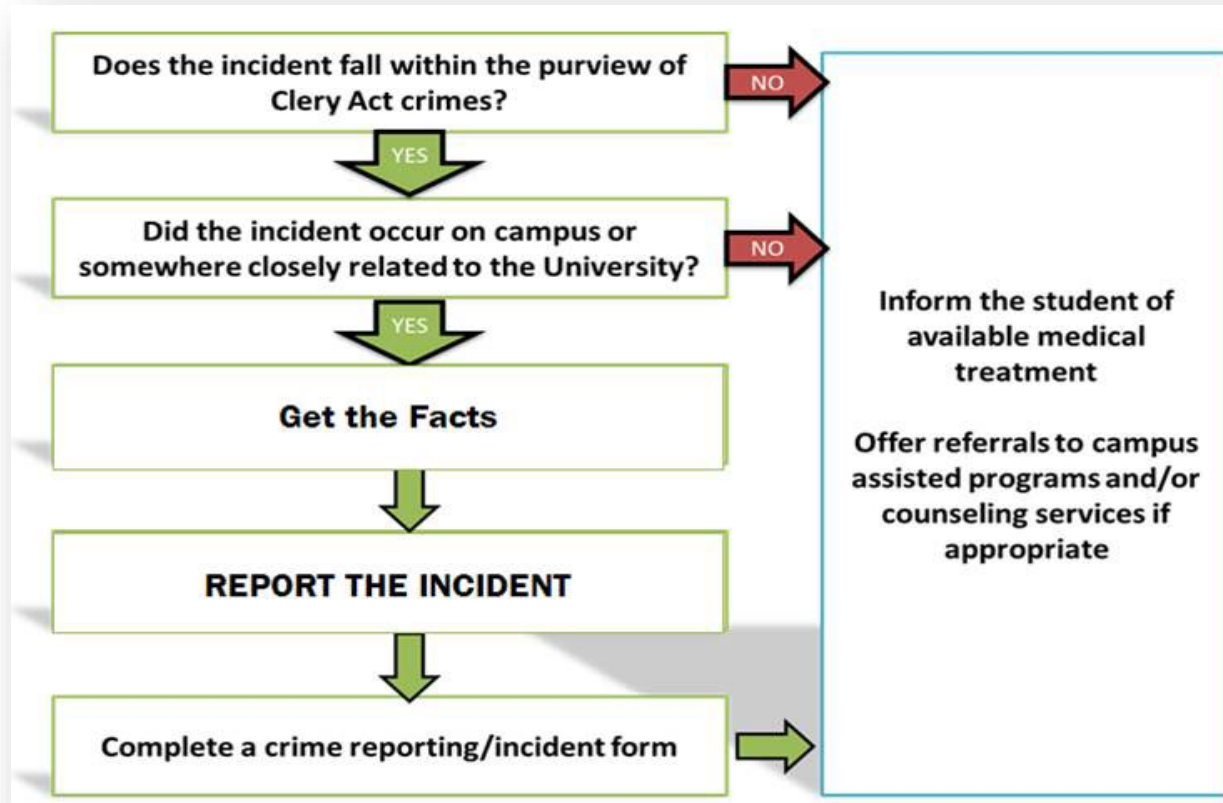 Does the incident fall within the purview of
Clery Act crimes?
NO
YES
Did the incident occur on campus or
somewhere closely related to the University?
NO
YES
Get the Facts
REPORT THE INCIDENT
Complete a crime reporting/incident form
Inform the student of
available medical
treatment
Offer referrals to campus
assisted programs and/or
counseling services if
appropriate